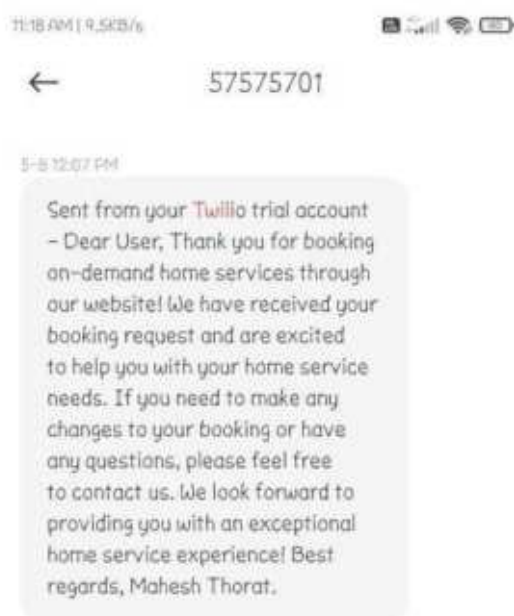 11:18 AM | 9.5KB/s
57575701
5-8 12:07 PM
Sent from your Twilio trial account
- Dear User, Thank you for booking
on-demand home services through
our website! We have received your
booking request and are excited
to help you with your home service
needs. If you need to make any
changes to your booking or have
any questions, please feel free
to contact us. We look forward to
providing you with an exceptional
home service experience! Best
regards, Mahesh Thorat.